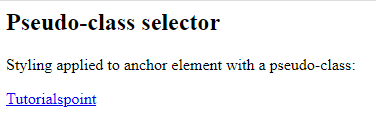 Pseudo-class selector
Styling applied to anchor element with a pseudo-class:
Tutorialspoint